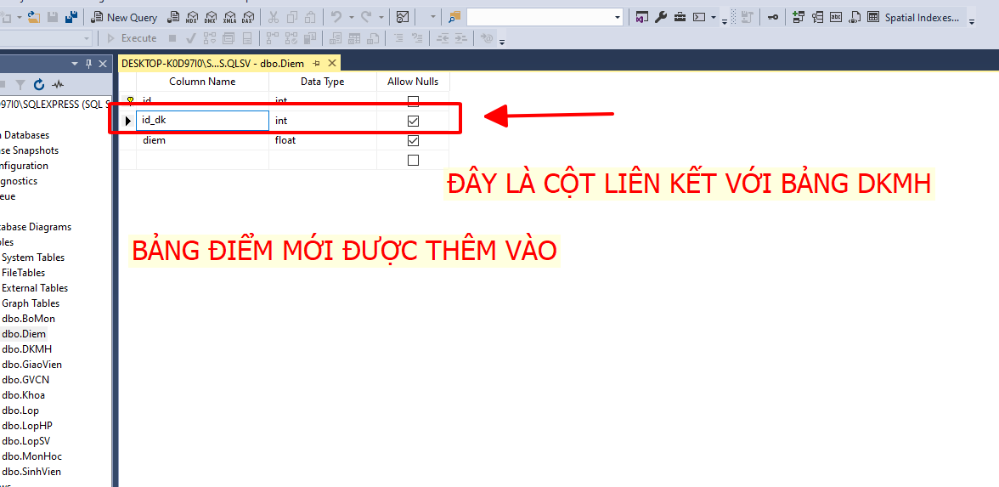 New Query
MDX
DMX
XMLA
DAX
Spatial Indexes...
Execute
DESKTOP-K0D97I0\S...S.QLSV - dbo.Diem
Column Name Data Type Allow Nulls
id int
id_dk int
diem float
97I0\SQLEXPRESS (SQL S
Databases
se Snapshots
nfiguration
gnostics
eue
tabase Diagrams
les
System Tables
FileTables
External Tables
Graph Tables
dbo.BoMon
dbo.Diem
dbo.DKMH
dbo.GiaoVien
dbo.GVCN
dbo.Khoa
dbo.Lop
dbo.LopHP
dbo.LopSV
dbo.MonHoc
dbo.SinhVien
ĐÂY LÀ CỘT LIÊN KẾT VỚI BẢNG DKMH
BẢNG ĐIỂM MỚI ĐƯỢC THÊM VÀO